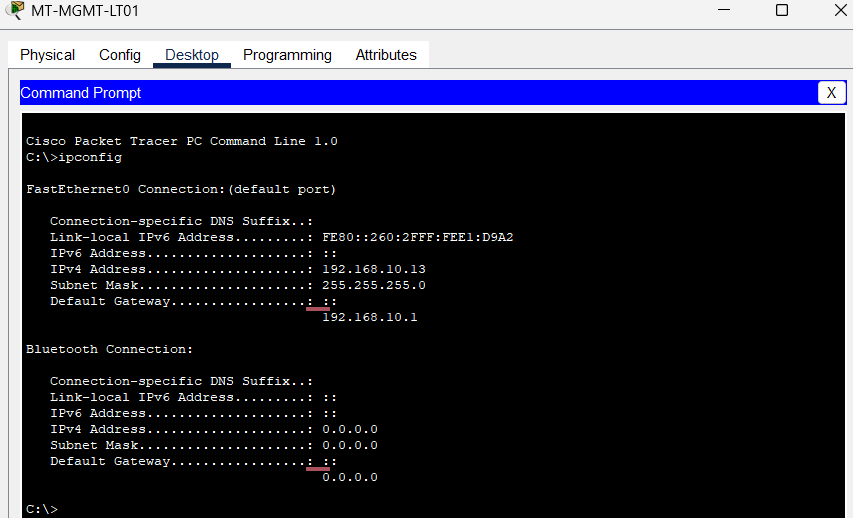 MT-MGMT-LT01
Physical Config Desktop Programming Attributes
Command Prompt X
Cisco Packet Tracer PC Command Line 1.0
C:\>ipconfig
FastEthernet0 Connection:(default port)
Connection-specific DNS Suffix..:
Link-local IPv6 Address.........: FE80::260:2FFF:FEE1:D9A2
IPv6 Address....................: ::
IPv4 Address....................: 192.168.10.13
Subnet Mask.....................: 255.255.255.0
Default Gateway.................: ::
192.168.10.1
Bluetooth Connection:
Connection-specific DNS Suffix..:
Link-local IPv6 Address.........: ::
IPv6 Address....................: ::
IPv4 Address....................: 0.0.0.0
Subnet Mask.....................: 0.0.0.0
Default Gateway.................: ::
0.0.0.0
C:\>